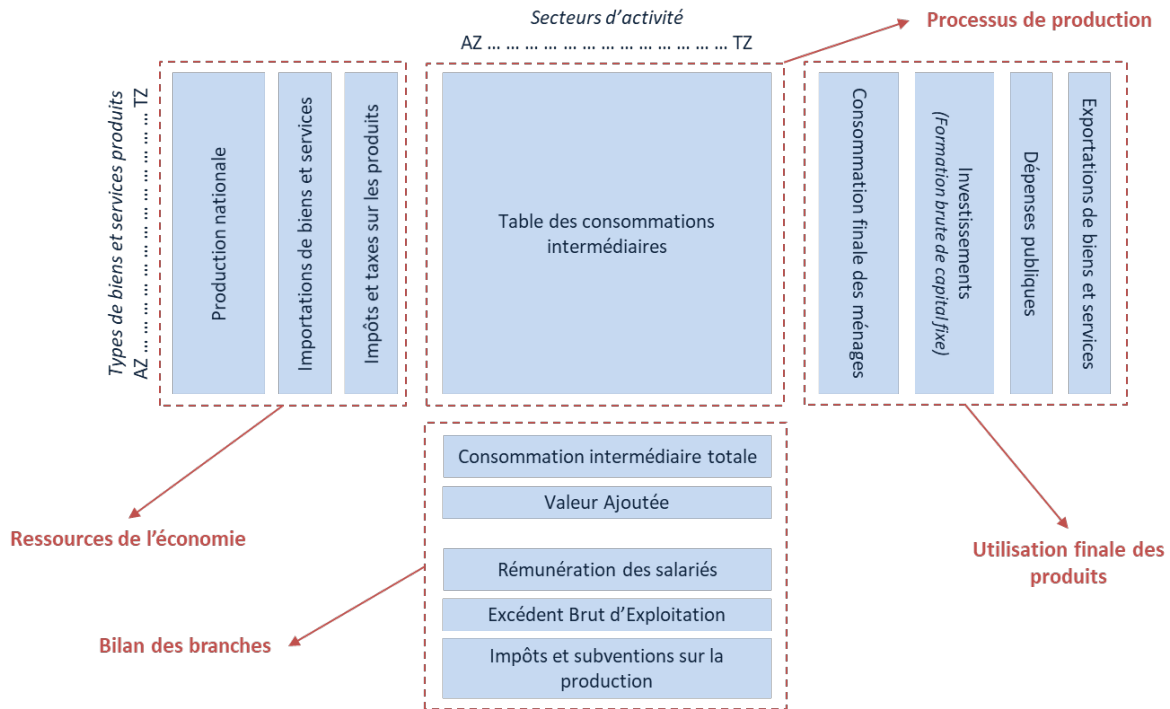 Secteurs d'activité
AZ ... ... ... ... ... ... ... ... ... ... ... ... ... TZ
Processus de production
Types de biens et services produits
AZ ... ... ... ... ... ... ... ... ... ... ... ... ... TZ
Production nationale
Importations de biens et services
Impôts et taxes sur les produits
Table des consommations
intermédiaires
Consommation finale des ménages
Investissements
(Formation brute de capital fixe)
Dépenses publiques
Exportations de biens et services
Consommation intermédiaire totale
Valeur Ajoutée
Ressources de l'économie
Rémunération des salariés
Utilisation finale des
produits
Excédent Brut d'Exploitation
Bilan des branches
Impôts et subventions sur la
production